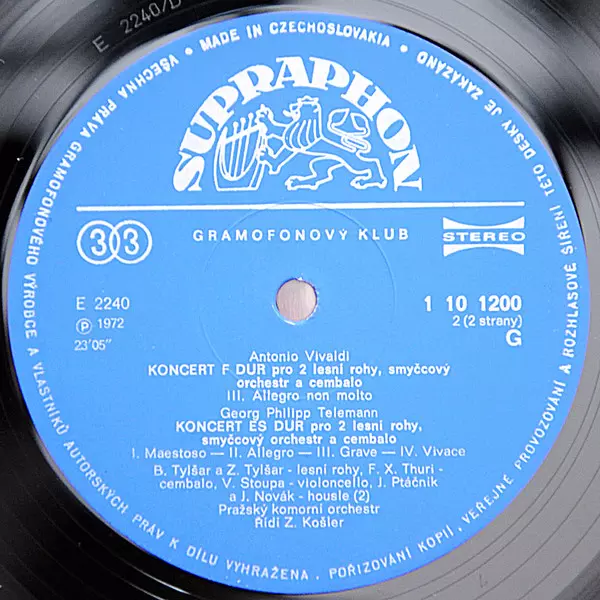 E 2240/D
VŠECHNA PRÁVA GRAMOFONOVÉHO VÝROBCE A VLASTNÍKŮ AUTORSKÝCH PRÁV K DÍLU VYHRAŽENA. POŘIZOVÁNÍ KOPIÍ, VEŘEJNÉ PROVOZOVÁNÍ A ROZHLASOVÉ ŠÍŘENÍ TÉTO DESKY JE ZAKÁZÁNO
• MADE IN CZECHOSLOVAKIA •
SUPRAPHON
33
GRAMOFONOVÝ KLUB
STEREO
E 2240
1 10 1200
Ⓟ 1972
2 (2 strany)
23'05"
G
Antonio Vivaldi
KONCERT F DUR pro 2 lesní rohy, smyčcový
orchestr a cembalo
III. Allegro non molto
Georg Philipp Telemann
KONCERT ES DUR pro 2 lesní rohy,
smyčcový orchestr a cembalo
I. Maestoso — II. Allegro — III. Grave — IV. Vivace
B. Tylšar a Z. Tylšar - lesní rohy, F. X. Thuri -
cembalo, V. Stoupa - violoncello, J. Ptáčník
a J. Novák - housle (2)
Pražský komorní orchestr
Řídí Z. Košler